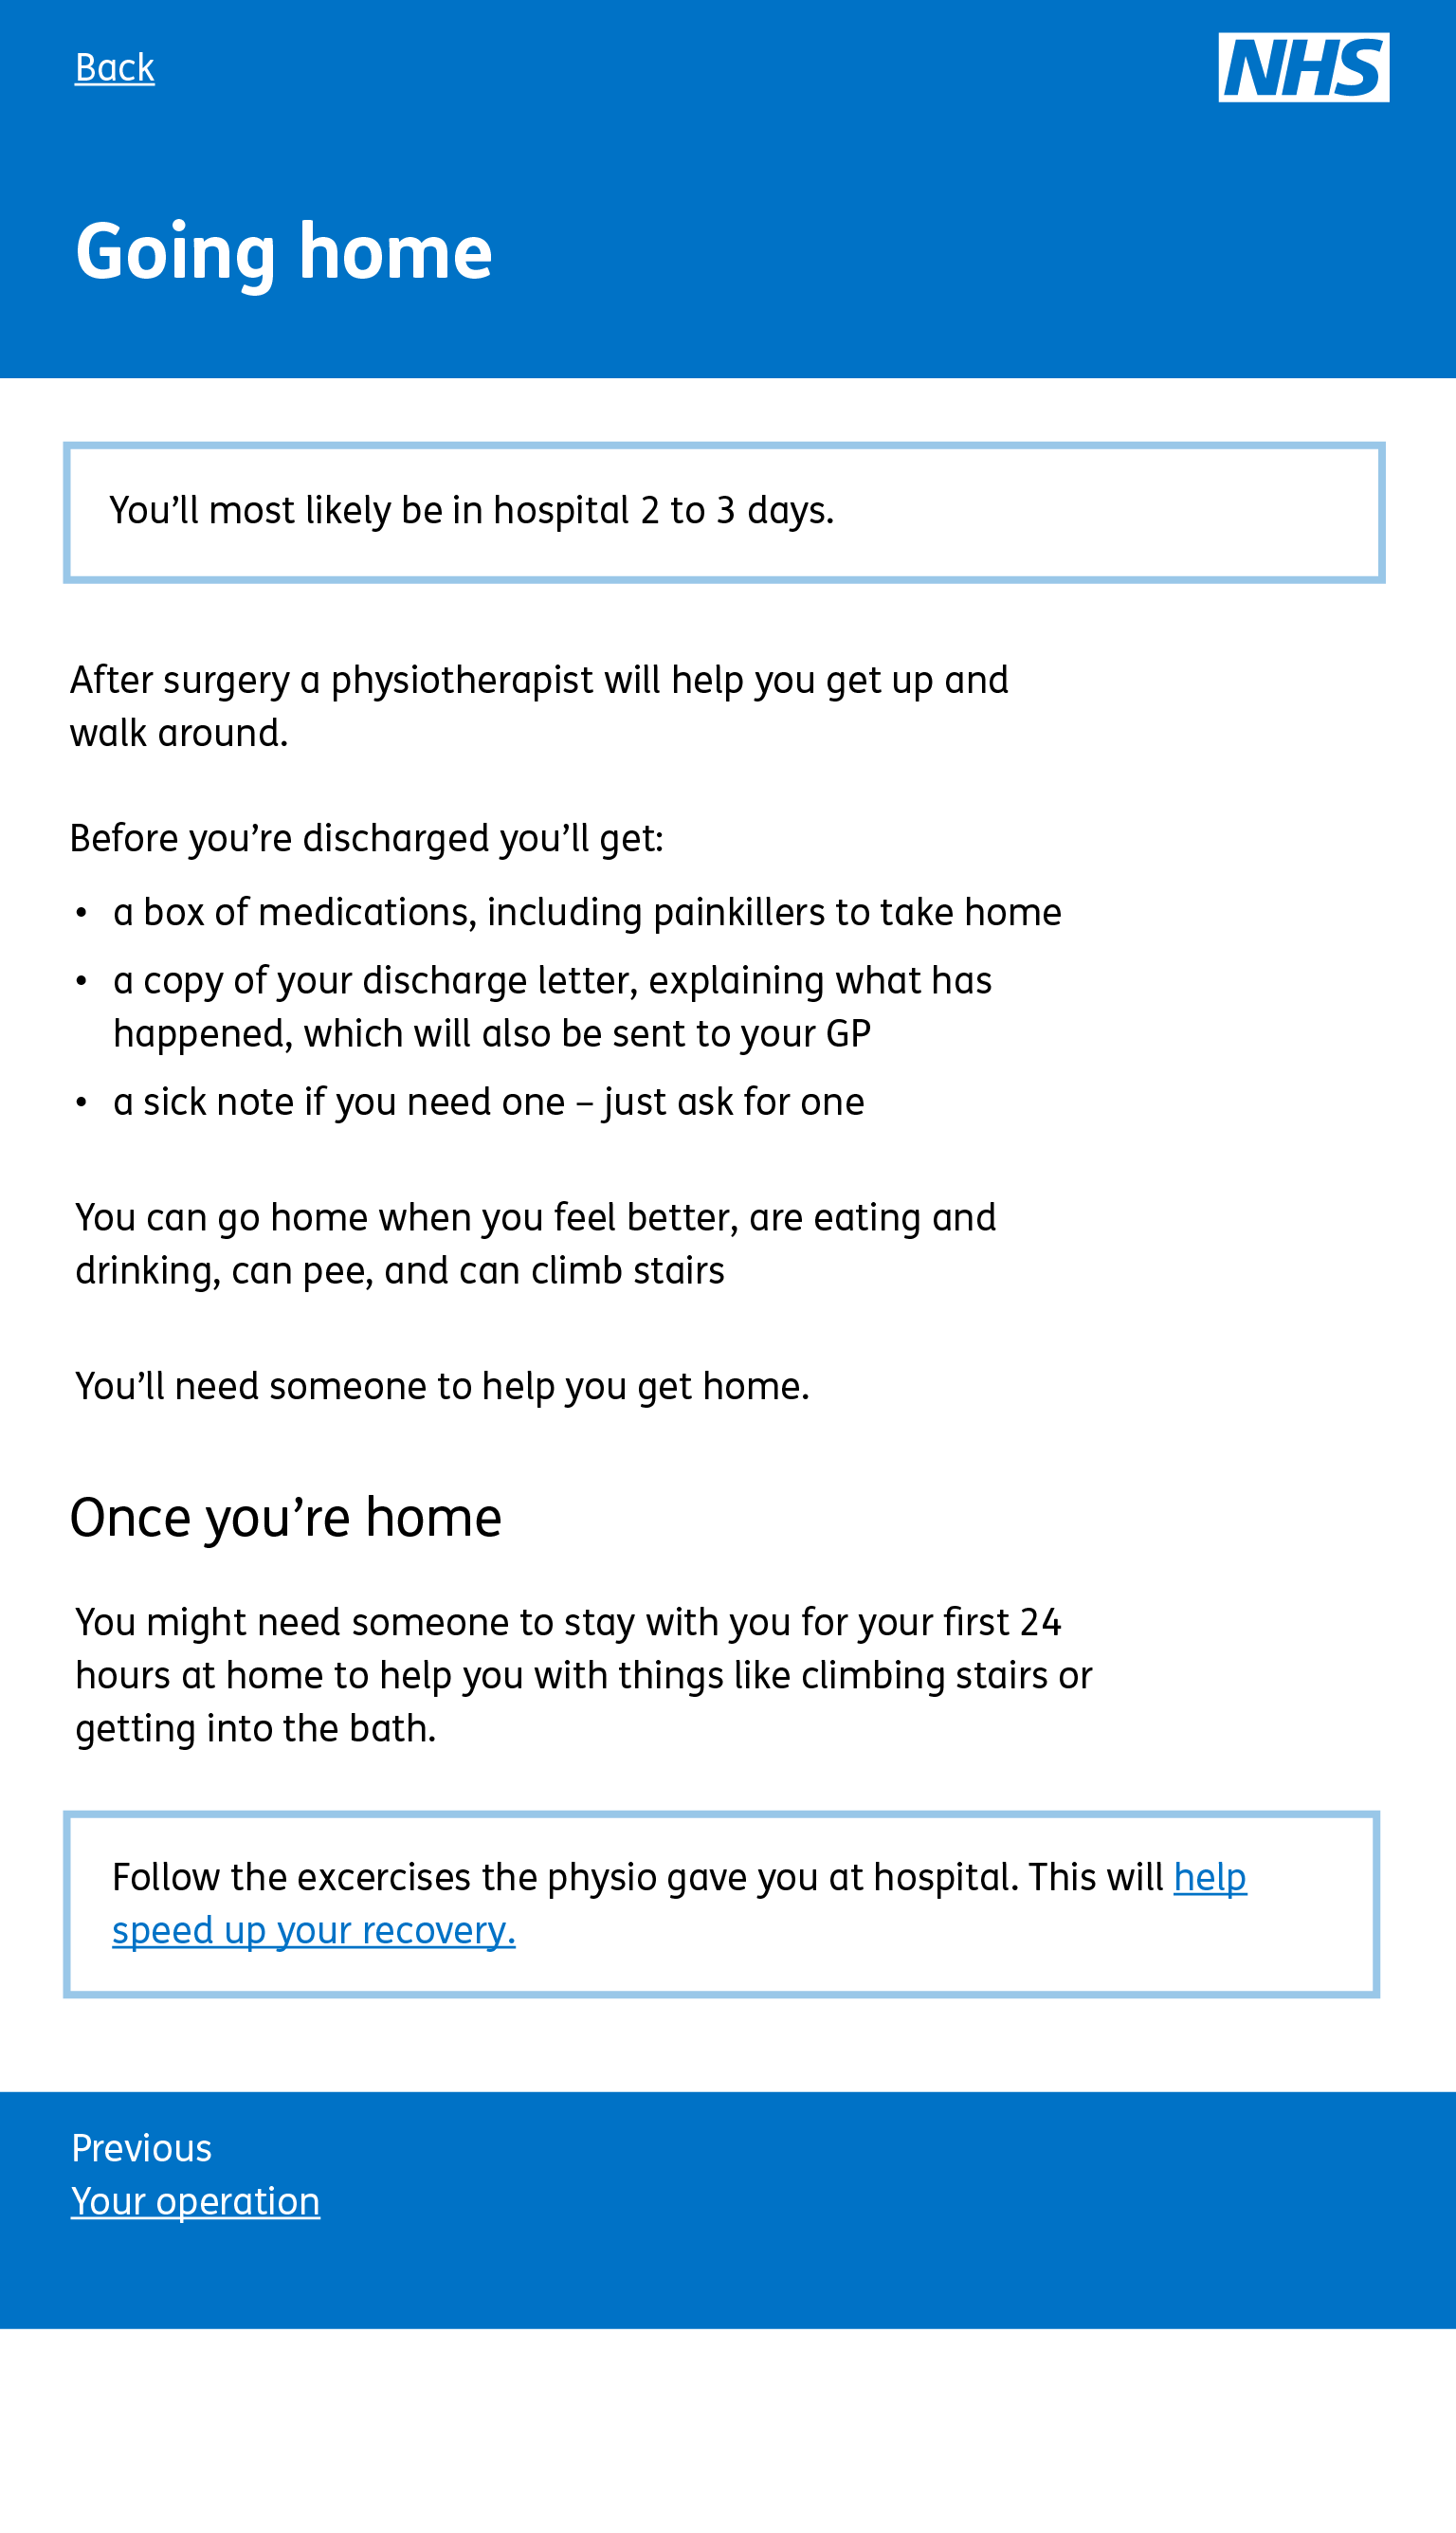 Back
NHS
Going home
You’ll most likely be in hospital 2 to 3 days.
After surgery a physiotherapist will help you get up and
walk around.
Before you’re discharged you’ll get:
• a box of medications, including painkillers to take home
• a copy of your discharge letter, explaining what has
happened, which will also be sent to your GP
• a sick note if you need one – just ask for one
You can go home when you feel better, are eating and
drinking, can pee, and can climb stairs
You’ll need someone to help you get home.
Once you’re home
You might need someone to stay with you for your first 24
hours at home to help you with things like climbing stairs or
getting into the bath.
Follow the excercises the physio gave you at hospital. This will help
speed up your recovery.
Previous
Your operation